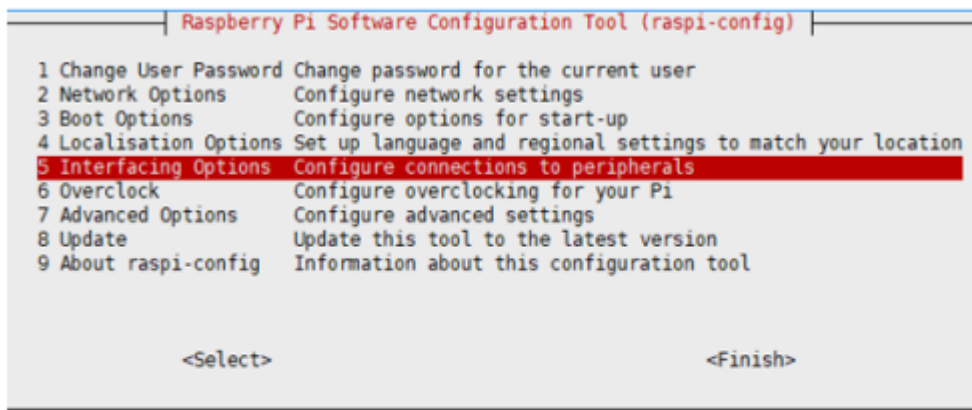 Raspberry Pi Software Configuration Tool (raspi-config)
1 Change User Password Change password for the current user
2 Network Options Configure network settings
3 Boot Options Configure options for start-up
4 Localisation Options Set up language and regional settings to match your location
5 Interfacing Options Configure connections to peripherals
6 Overclock Configure overclocking for your Pi
7 Advanced Options Configure advanced settings
8 Update Update this tool to the latest version
9 About raspi-config Information about this configuration tool
<Select> <Finish>